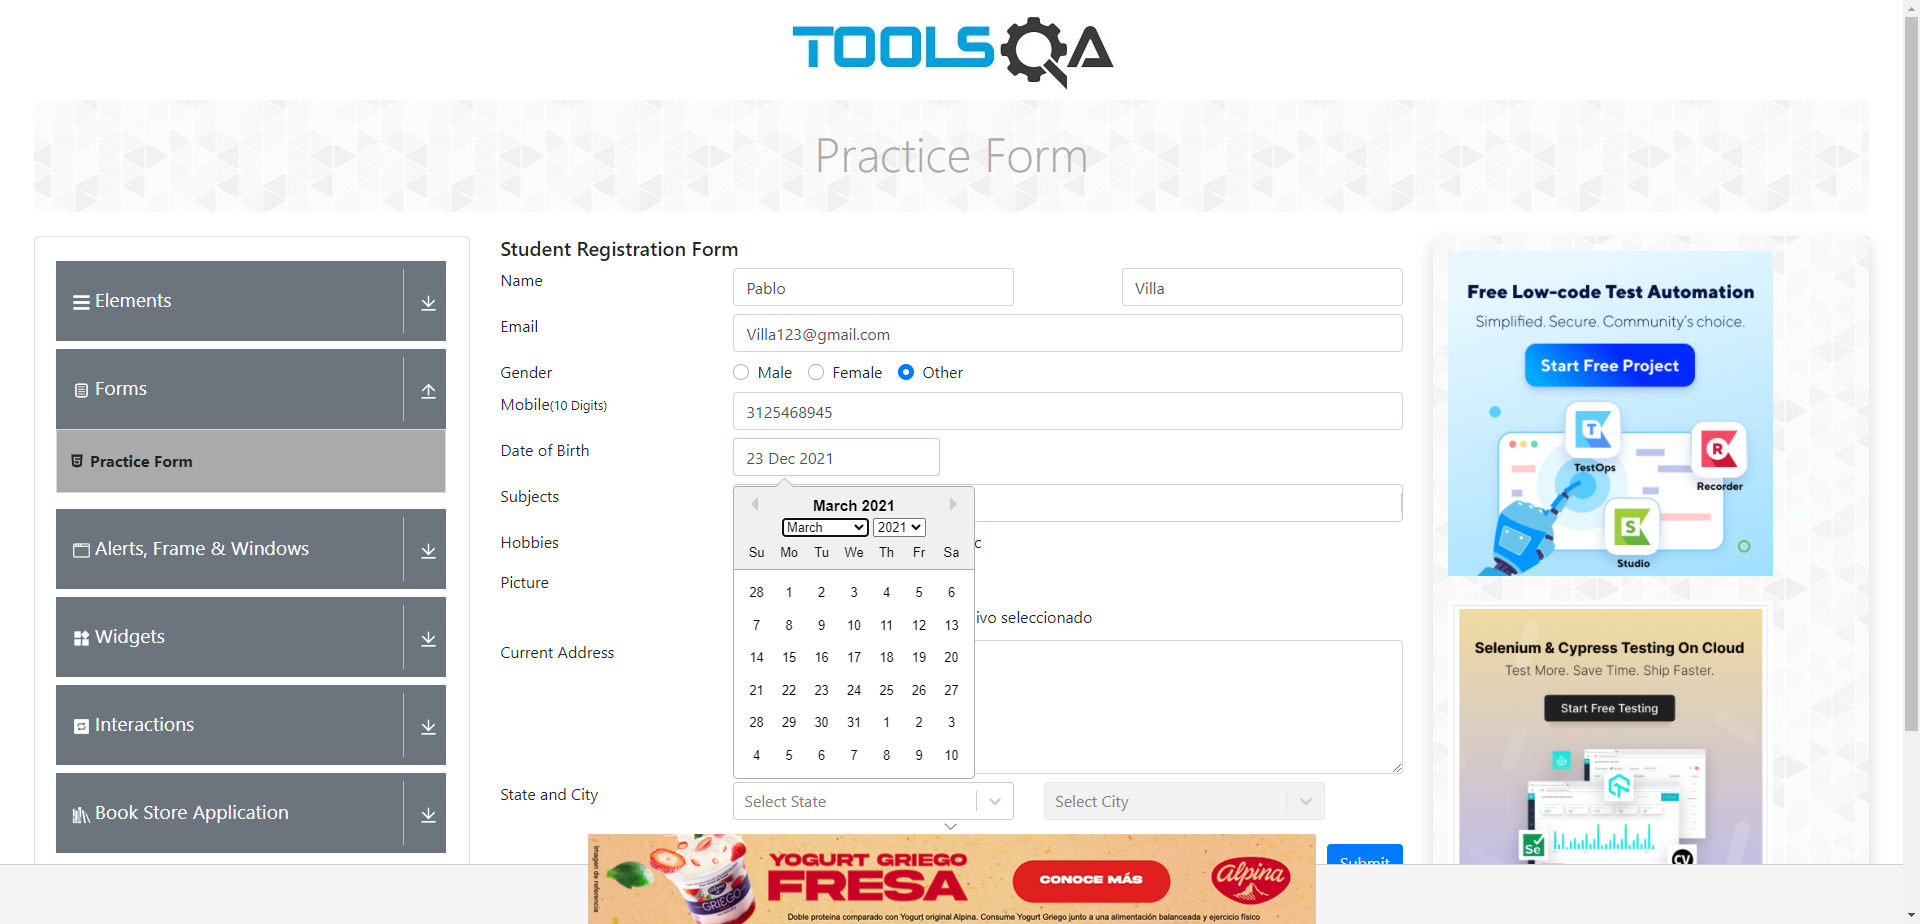 TOOLSQA
Practice Form
Elements
Forms
Practice Form
Alerts, Frame & Windows
Widgets
Interactions
Book Store Application
Student Registration Form
Name
Pablo
Villa
Email
Villa123@gmail.com
Gender
Male
Female
Other
Mobile(10 Digits)
3125468945
Date of Birth
23 Dec 2021
Subjects
March 2021
March
2021
Su Mo Tu We Th Fr Sa
28 1 2 3 4 5 6
7 8 9 10 11 12 13
14 15 16 17 18 19 20
21 22 23 24 25 26 27
28 29 30 31 1 2 3
4 5 6 7 8 9 10
Hobbies
c
Picture
ivo seleccionado
Current Address
State and City
Select State
Select City
Submit
Free Low-code Test Automation
Simplified. Secure. Community's choice.
Start Free Project
T
TestOps
R
Recorder
S
Studio
Selenium & Cypress Testing On Cloud
Test More. Save Time. Ship Faster.
Start Free Testing
Se
CV
Imagen de referencia
alpina
GRIEGO
YOGURT GRIEGO
FRESA
CONOCE MÁS
alpina
Doble proteina comparado con Yogurt original Alpina. Consume Yogurt Griego junto a una alimentación balanceada y ejercicio físico